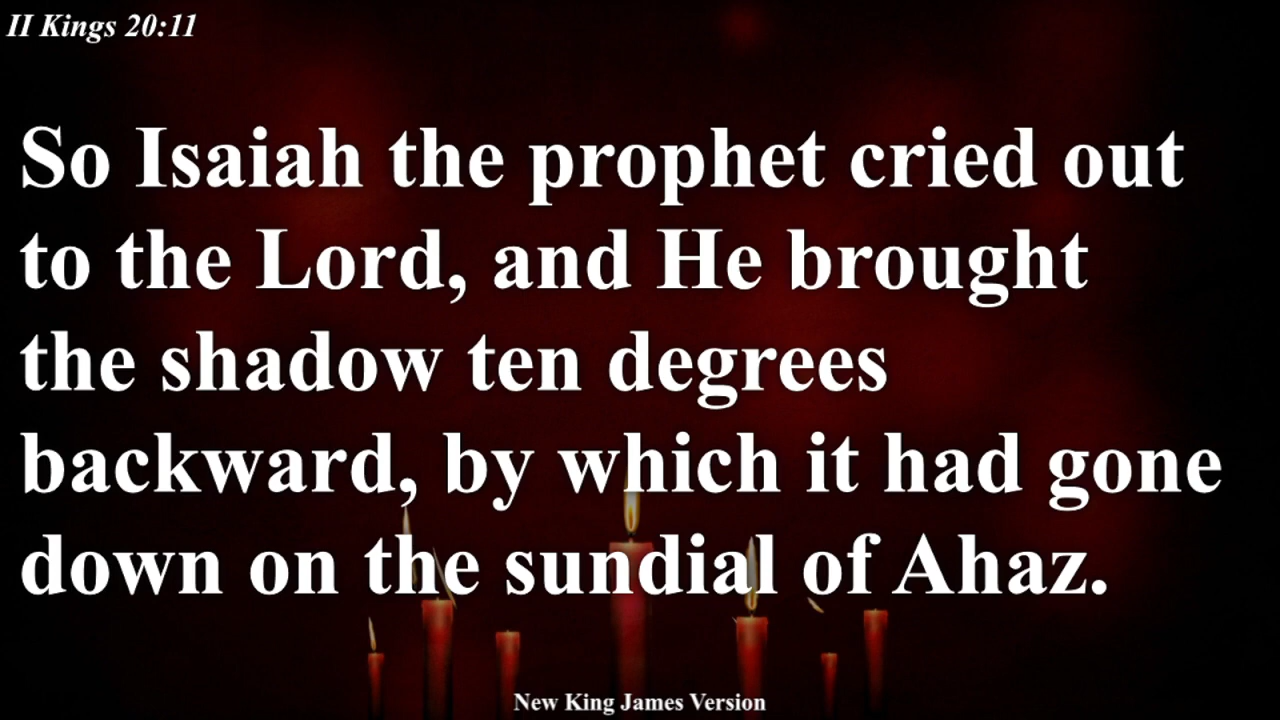 II Kings 20:11
So Isaiah the prophet cried out
to the Lord, and He brought
the shadow ten degrees
backward, by which it had gone
down on the sundial of Ahaz.
New King James Version